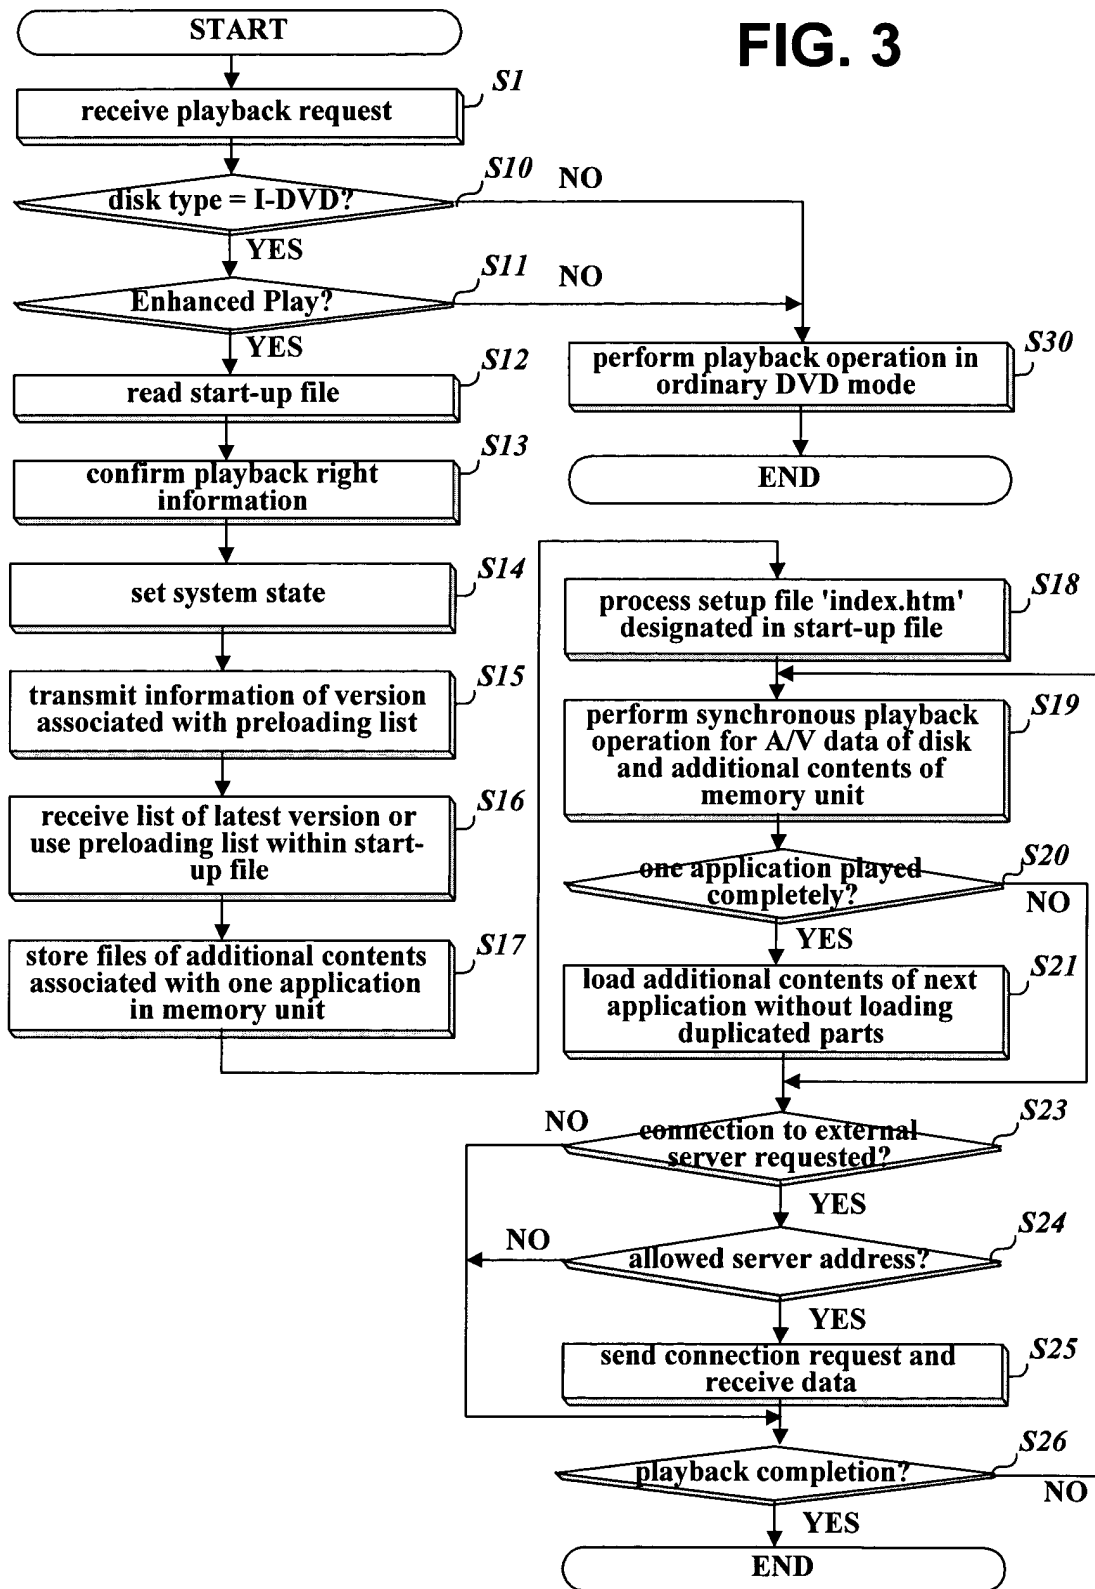 FIG. 3
START
S1
receive playback request
S10
disk type = I-DVD?
NO
YES
S11
Enhanced Play?
NO
YES
S12
read start-up file
S13
confirm playback right
information
S14
set system state
S15
transmit information of version
associated with preloading list
S16
receive list of latest version or
use preloading list within start-
up file
S17
store files of additional contents
associated with one application
in memory unit
S30
perform playback operation in
ordinary DVD mode
END
S18
process setup file 'index.htm'
designated in start-up file
S19
perform synchronous playback
operation for A/V data of disk
and additional contents of
memory unit
S20
one application played
completely?
NO
YES
S21
load additional contents of next
application without loading
duplicated parts
S23
NO
connection to external
server requested?
YES
S24
NO
allowed server address?
YES
S25
send connection request and
receive data
S26
playback completion?
NO
YES
END